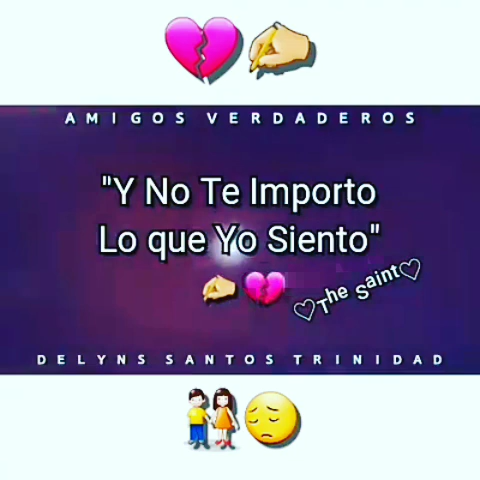 AMIGOS VERDADEROS
"Y No Te Importo
Lo que Yo Siento"
♡The Saint♡
DELYNS SANTOS TRINIDAD